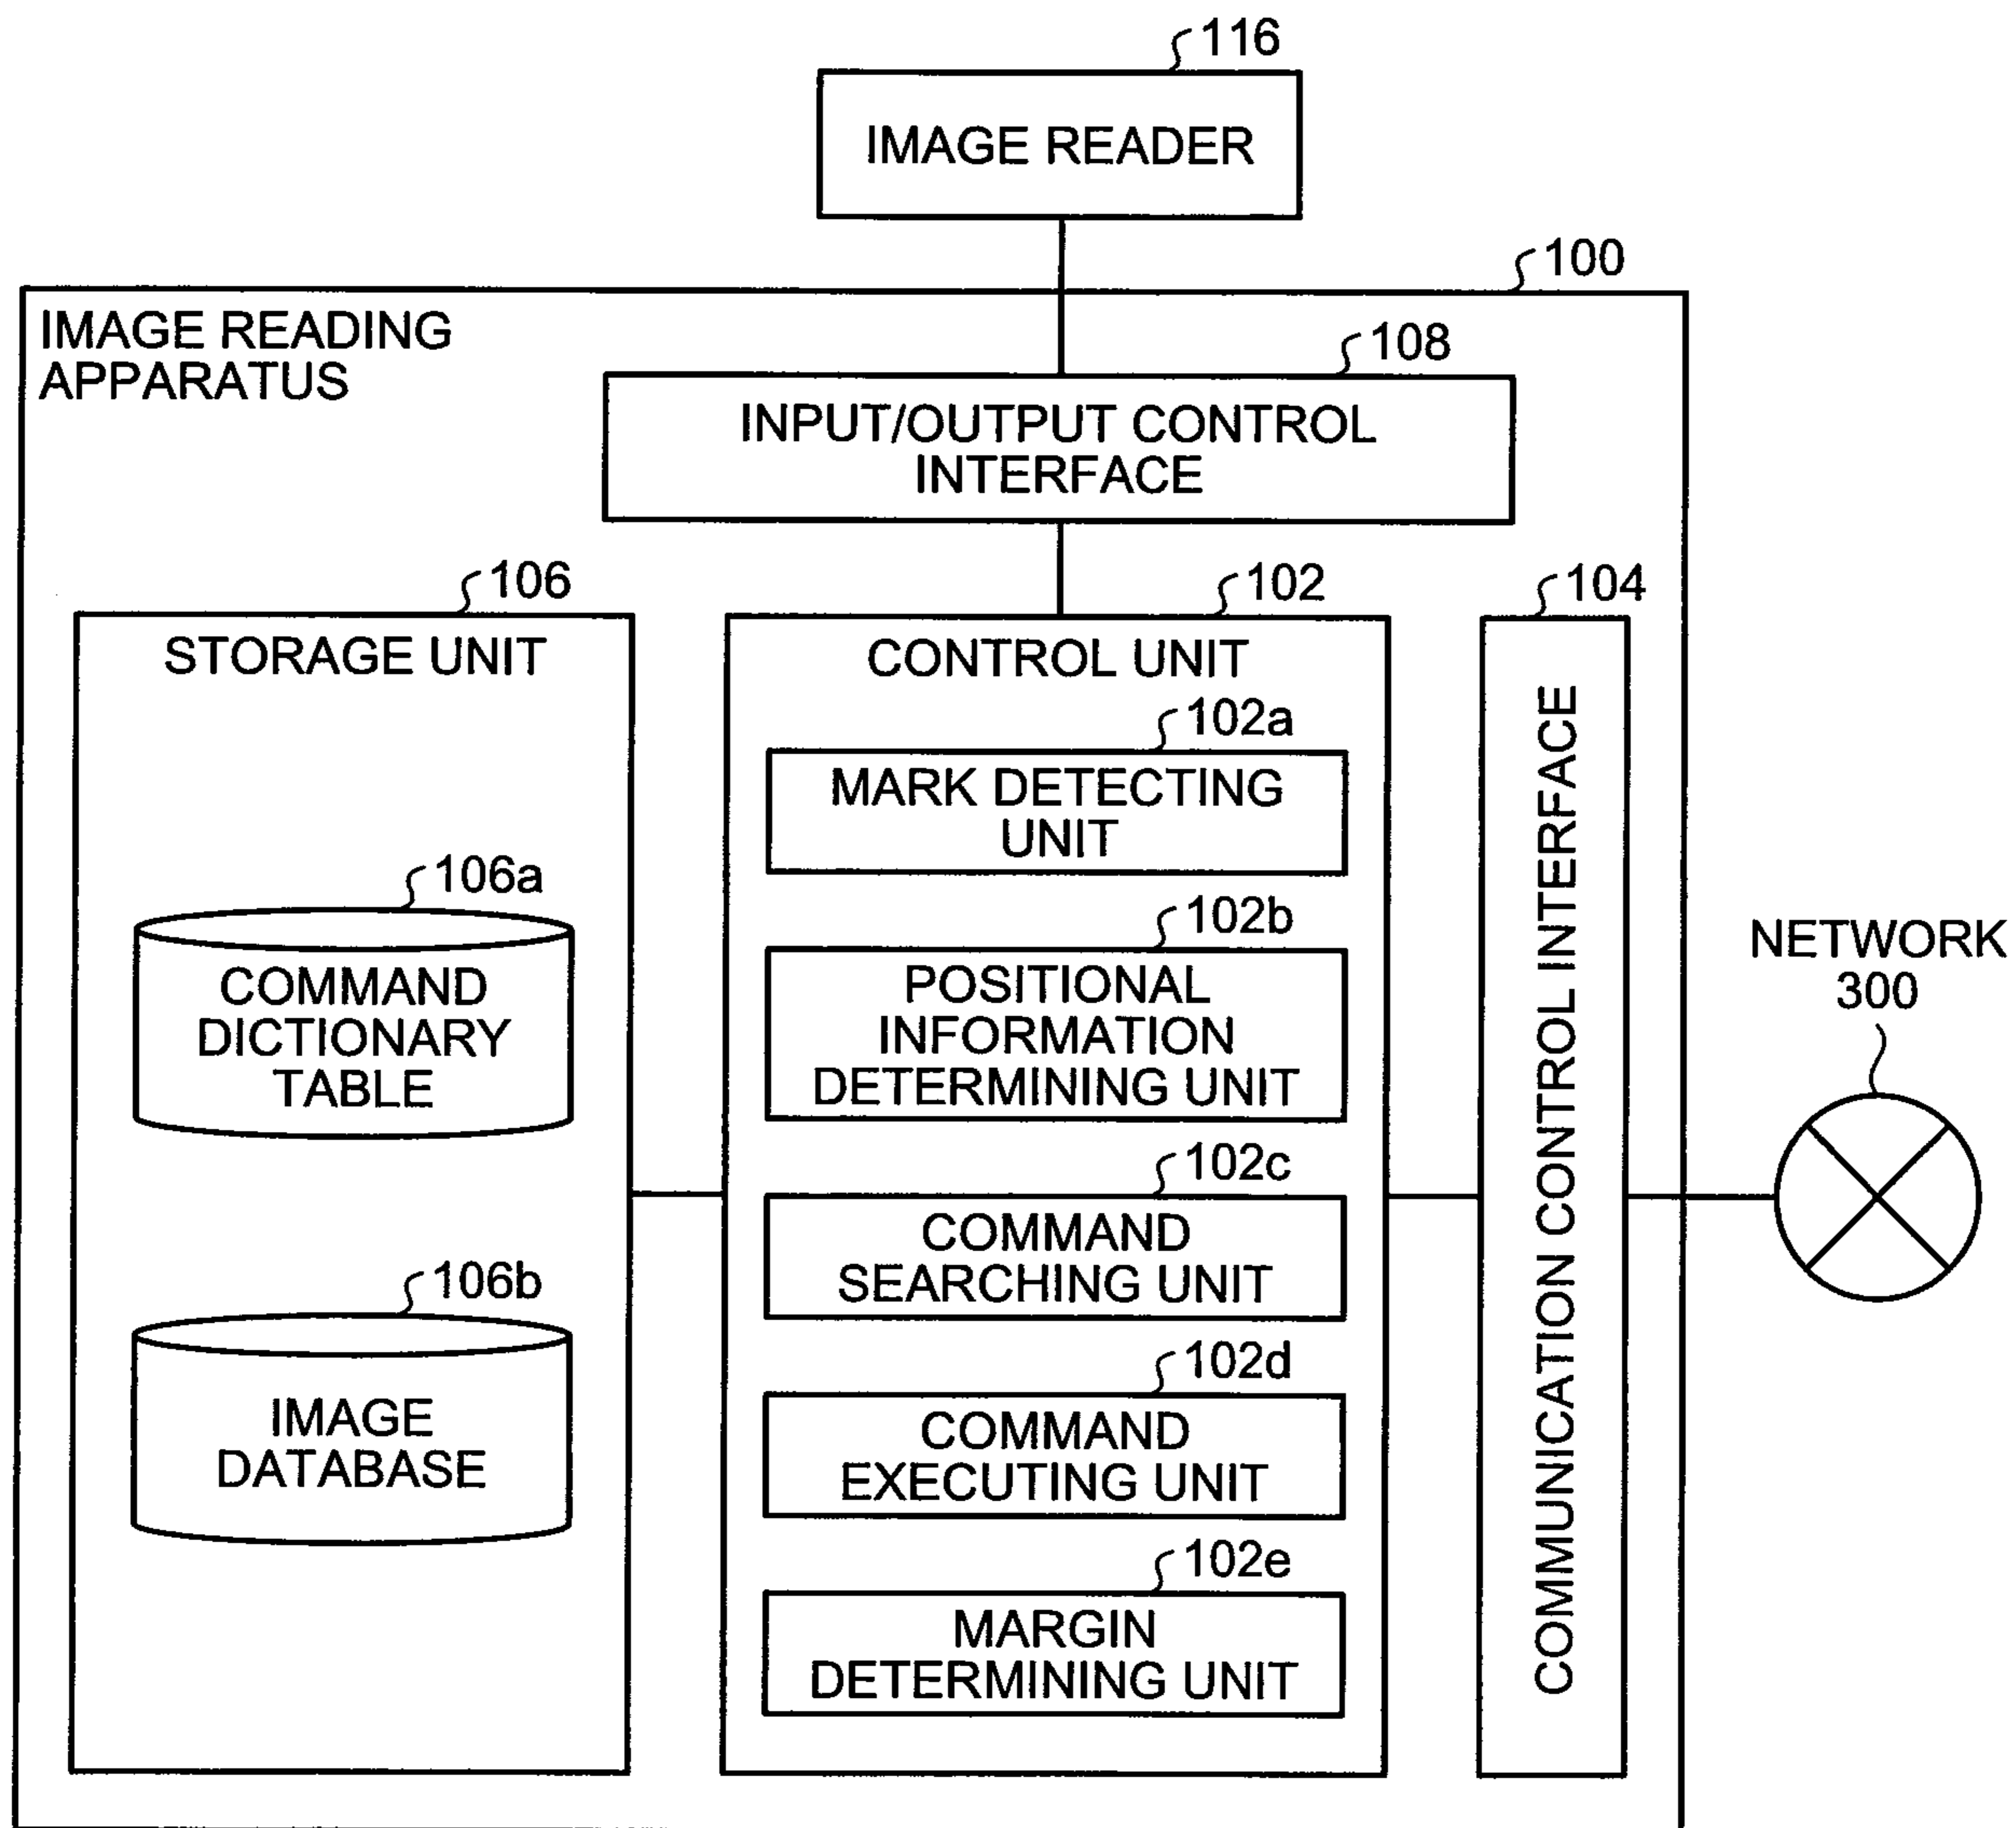 116
IMAGE READER
100
IMAGE READING
APPARATUS
108
INPUT/OUTPUT CONTROL
INTERFACE
106
STORAGE UNIT
106a
COMMAND
DICTIONARY
TABLE
106b
IMAGE
DATABASE
102
CONTROL UNIT
102a
MARK DETECTING
UNIT
102b
POSITIONAL
INFORMATION
DETERMINING UNIT
102c
COMMAND
SEARCHING UNIT
102d
COMMAND
EXECUTING UNIT
102e
MARGIN
DETERMINING UNIT
104
COMMUNICATION CONTROL INTERFACE
NETWORK
300